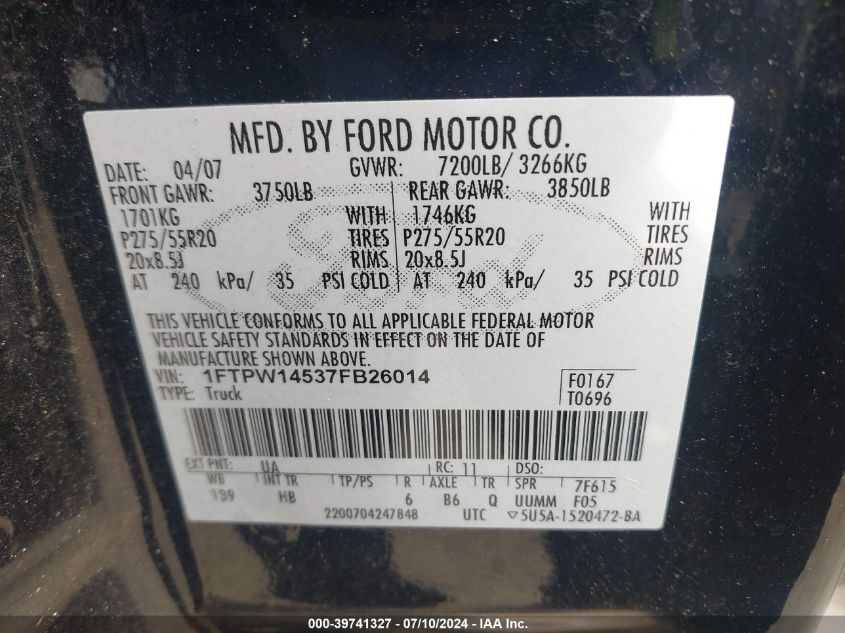 MFD. BY FORD MOTOR CO.
DATE: 04/07 GVWR: 7200LB/ 3266KG
FRONT GAWR: 3750LB REAR GAWR: 3850LB
1701KG WITH 1746KG WITH
P275/55R20 TIRES P275/55R20 TIRES
20x8.5J RIMS 20x8.5J RIMS
AT 240 kPa/ 35 PSI COLD AT 240 kPa/ 35 PSI COLD
Ford
THIS VEHICLE CONFORMS TO ALL APPLICABLE FEDERAL MOTOR
VEHICLE SAFETY STANDARDS IN EFFECT ON THE DATE OF
MANUFACTURE SHOWN ABOVE.
VIN: 1FTPW14537FB26014 F0167
TYPE: Truck T0696
EXT PNT: UA RC: 11 DSO:
WB INT TR TP/PS R AXLE TR SPR 7F615
139 HB 6 B6 Q UUMM F05
2200704247848 UTC ▽5U5A-1520472-BA
000-39741327 - 07/10/2024 - IAA Inc.